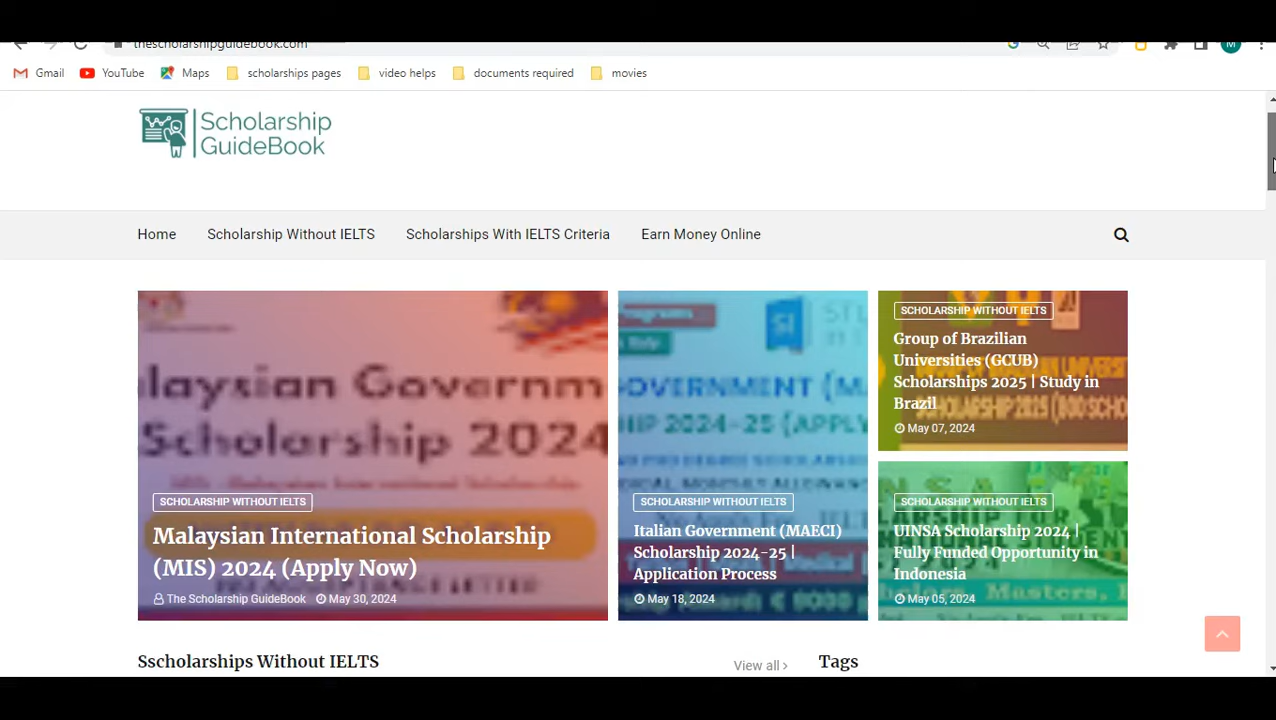 thescholarshipguidebook.com
M
Gmail YouTube Maps scholarships pages video helps documents required movies
Scholarship
GuideBook
Home Scholarship Without IELTS Scholarships With IELTS Criteria Earn Money Online
laysian Governm
Scholarship 2024
SCHOLARSHIP WITHOUT IELTS
Malaysian International Scholarship
(MIS) 2024 (Apply Now)
The Scholarship GuideBook May 30, 2024
SCHOLARSHIP WITHOUT IELTS
Italian Government (MAECI)
Scholarship 2024-25 |
Application Process
May 18, 2024
SCHOLARSHIP WITHOUT IELTS
Group of Brazilian
Universities (GCUB)
Scholarships 2025 | Study in
Brazil
May 07, 2024
SCHOLARSHIP WITHOUT IELTS
UINSA Scholarship 2024 |
Fully Funded Opportunity in
Indonesia
May 05, 2024
Sscholarships Without IELTS
View all
Tags